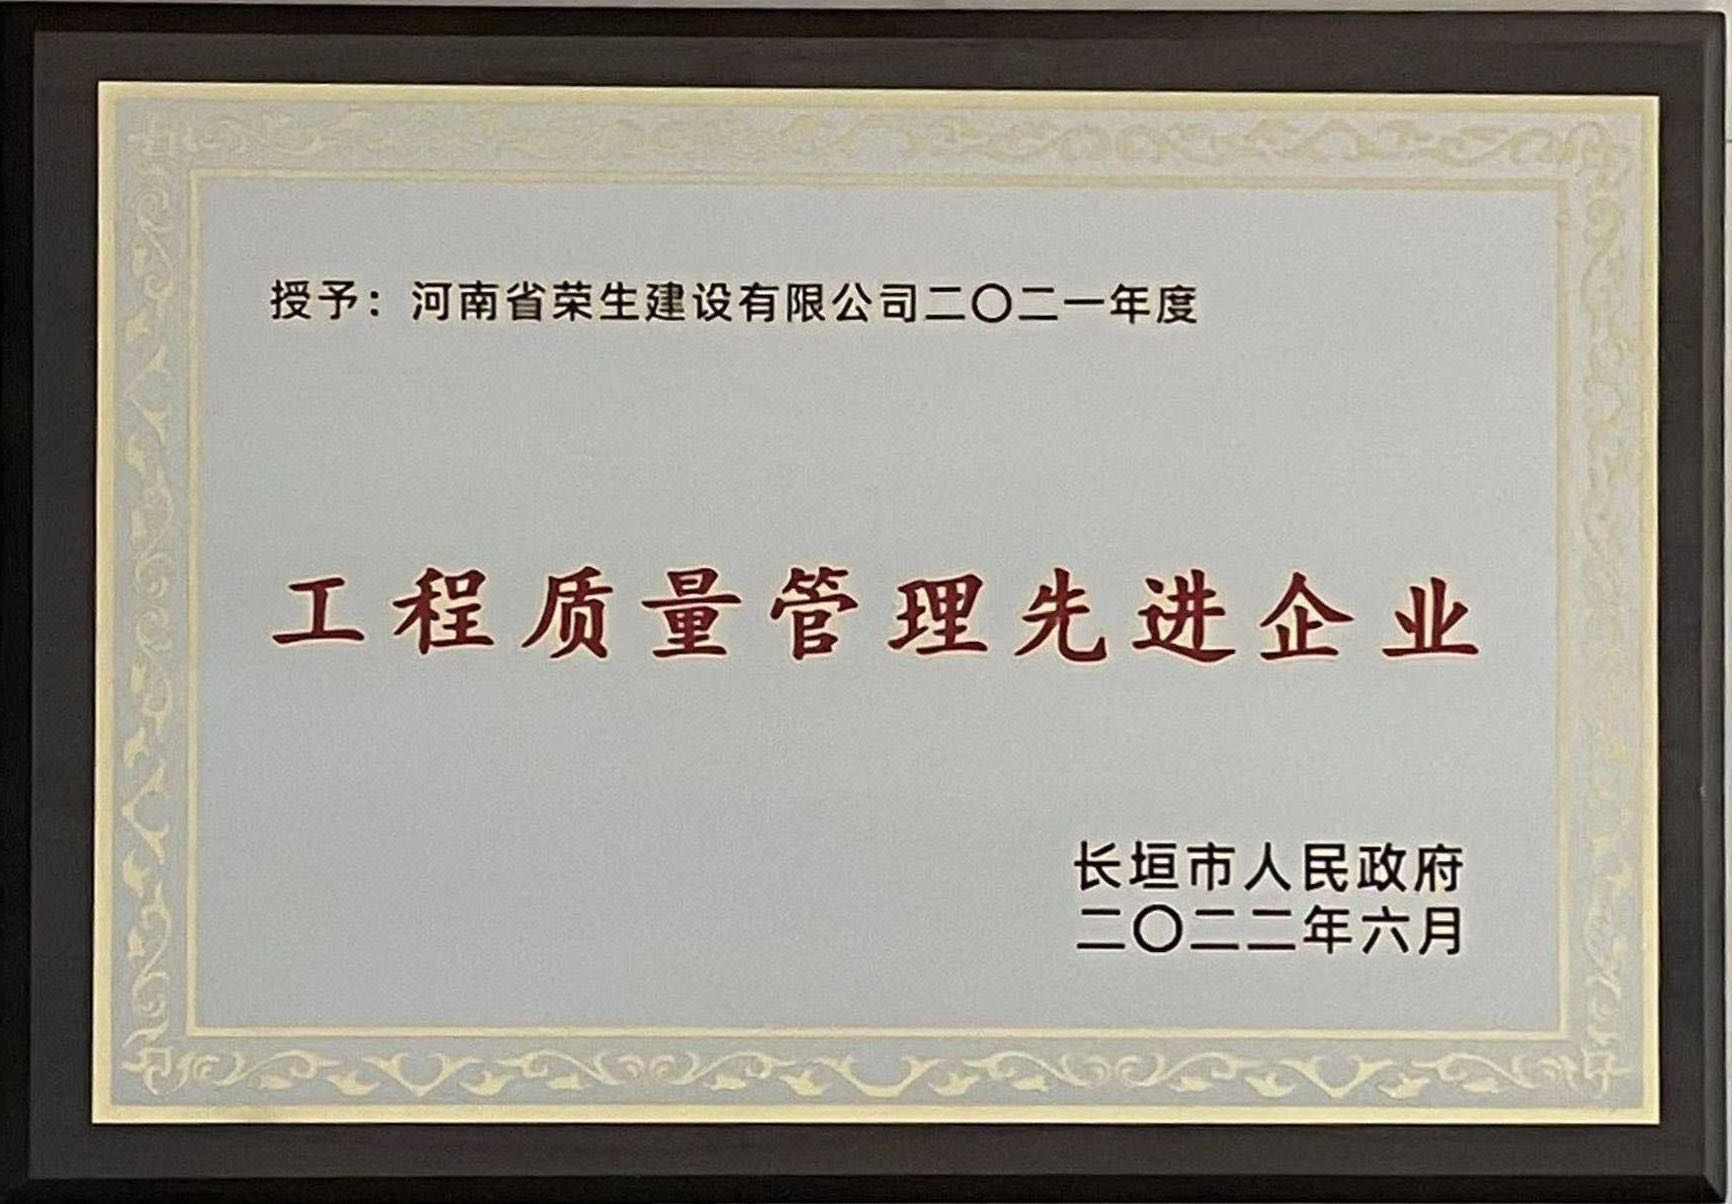 授予：河南省荣生建设有限公司二〇二一年度
工程质量管理先进企业
长垣市人民政府
二〇二二年六月